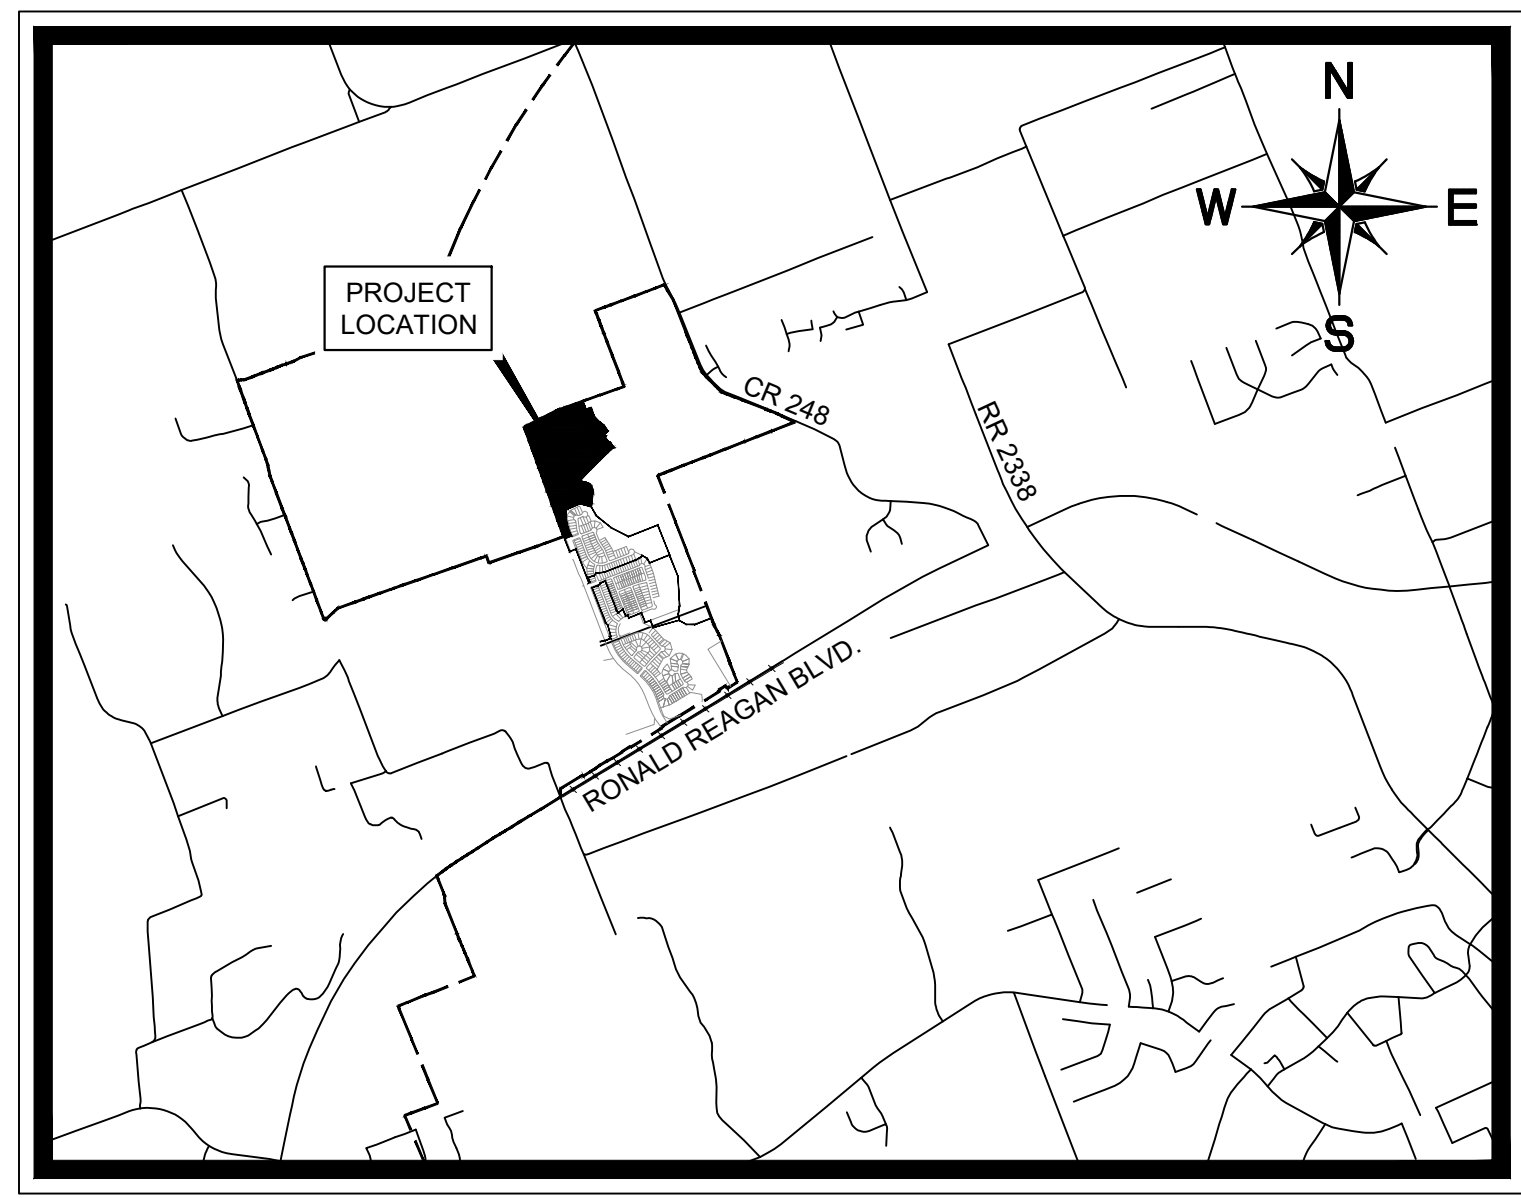 N
W E
S
PROJECT
LOCATION
CR 248
RR 2338
RONALD REAGAN BLVD.